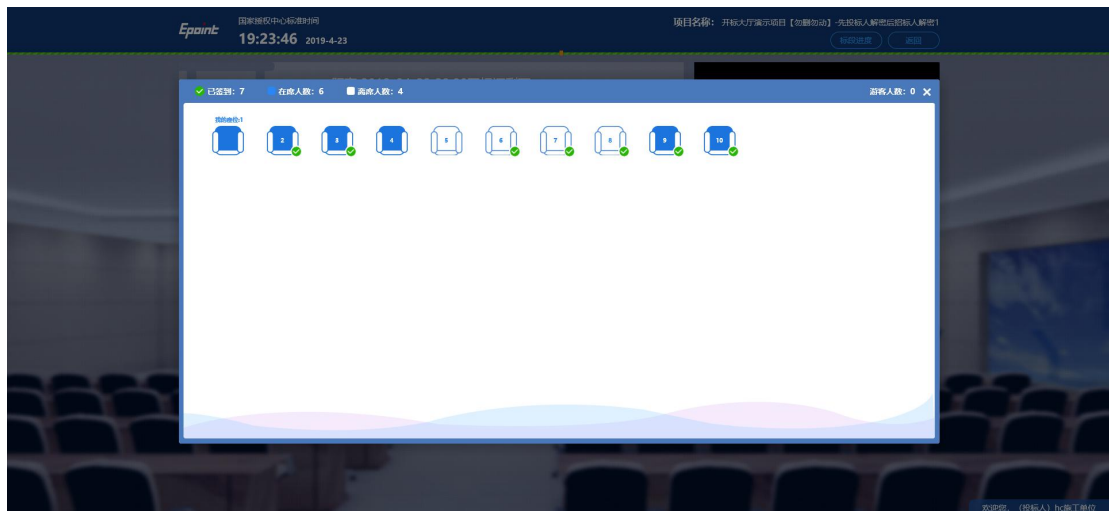 Epoint
国家授权中心标准时间
19:23:46 2019-4-23
项目名称： 开标大厅演示项目【勿删勿动】-先投标人解密后招标人解密1
标段进度 返回
已签到：7 在席人数：6 离席人数：4 游客人数：0
我的座位:1
2 3 4 5 6 7 8 9 10
欢迎您，（投标人）hc施工单位